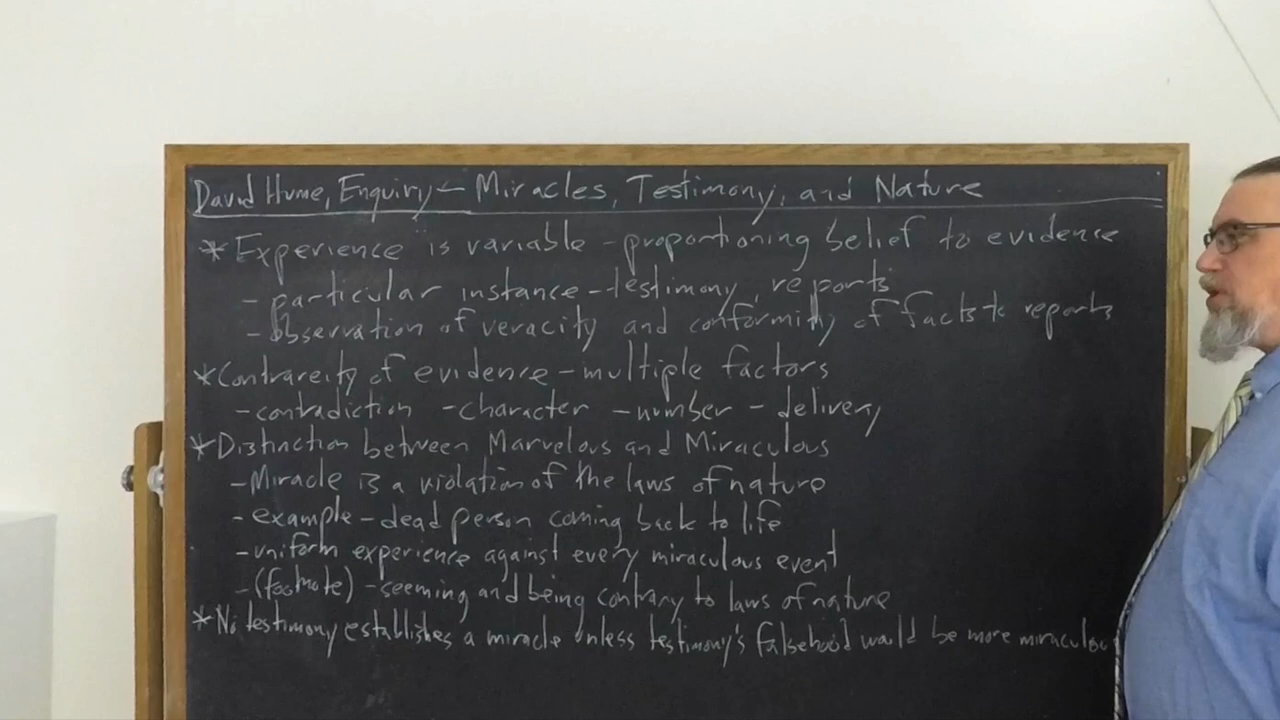 David Hume, Enquiry - Miracles, Testimony, and Nature
* Experience is variable - proportioning belief to evidence
- particular instance - testimony, reports
- observation of veracity and conformity of facts to reports
* Contrareity of evidence - multiple factors
- contradiction - character - number - delivery
* Distinction between Marvelous and Miraculous
- Miracle is a violation of the laws of nature
- example - dead person coming back to life
- uniform experience against every miraculous event
- (footnote) - seeming and being contrary to laws of nature
* No testimony establishes a miracle unless testimony's falsehood would be more miraculou